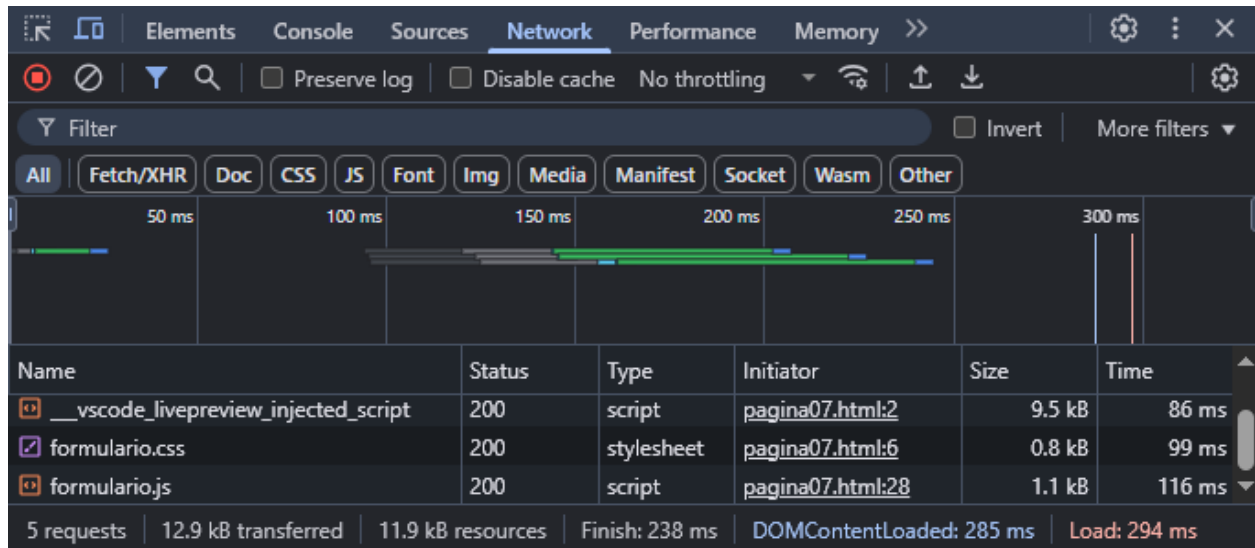 Elements Console Sources Network Performance Memory
Preserve log Disable cache No throttling
Filter Invert More filters
All Fetch/XHR Doc CSS JS Font Img Media Manifest Socket Wasm Other
50 ms 100 ms 150 ms 200 ms 250 ms 300 ms
Name Status Type Initiator Size Time
__vscode_livepreview_injected_script 200 script pagina07.html:2 9.5 kB 86 ms
formulario.css 200 stylesheet pagina07.html:6 0.8 kB 99 ms
formulario.js 200 script pagina07.html:28 1.1 kB 116 ms
5 requests 12.9 kB transferred 11.9 kB resources Finish: 238 ms DOMContentLoaded: 285 ms Load: 294 ms